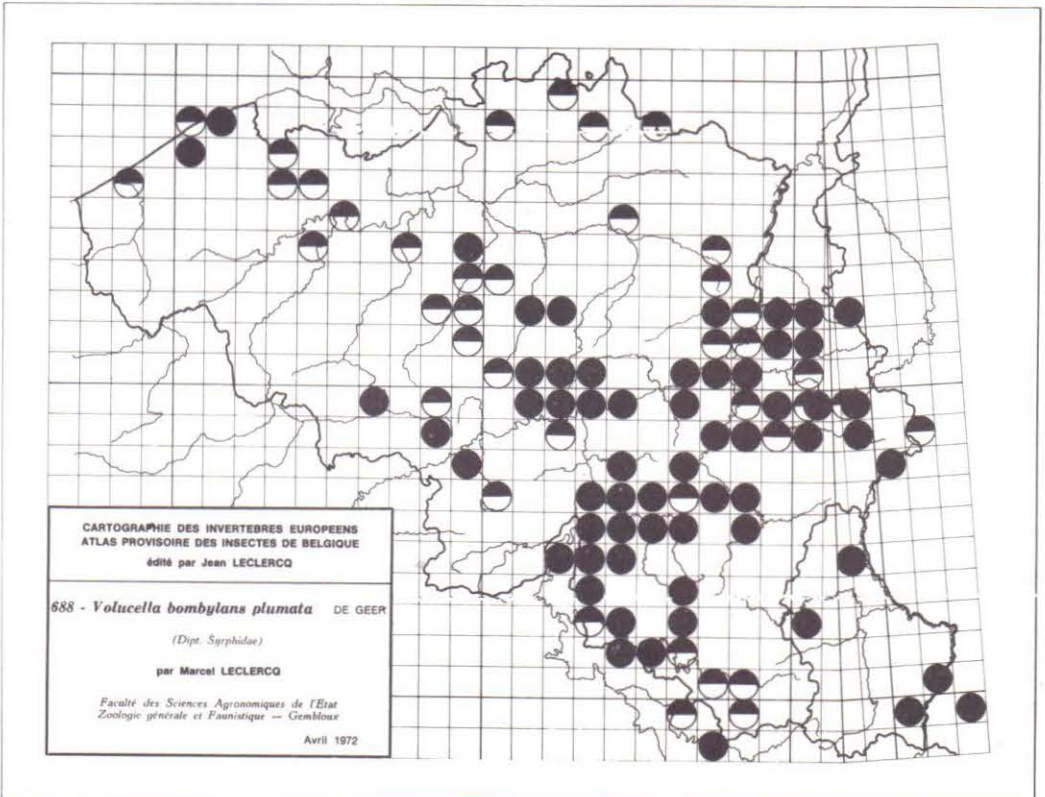 CARTOGRAPHIE DES INVERTEBRES EUROPEENS
ATLAS PROVISOIRE DES INSECTES DE BELGIQUE
édité par Jean LECLERCQ
688 - Volucella bombylans plumata DE GEER
(Dipt. Syrphidae)
par Marcel LECLERCQ
Faculté des Sciences Agronomiques de l'Etat
Zoologie générale et Faunistique — Gembloux
Avril 1972